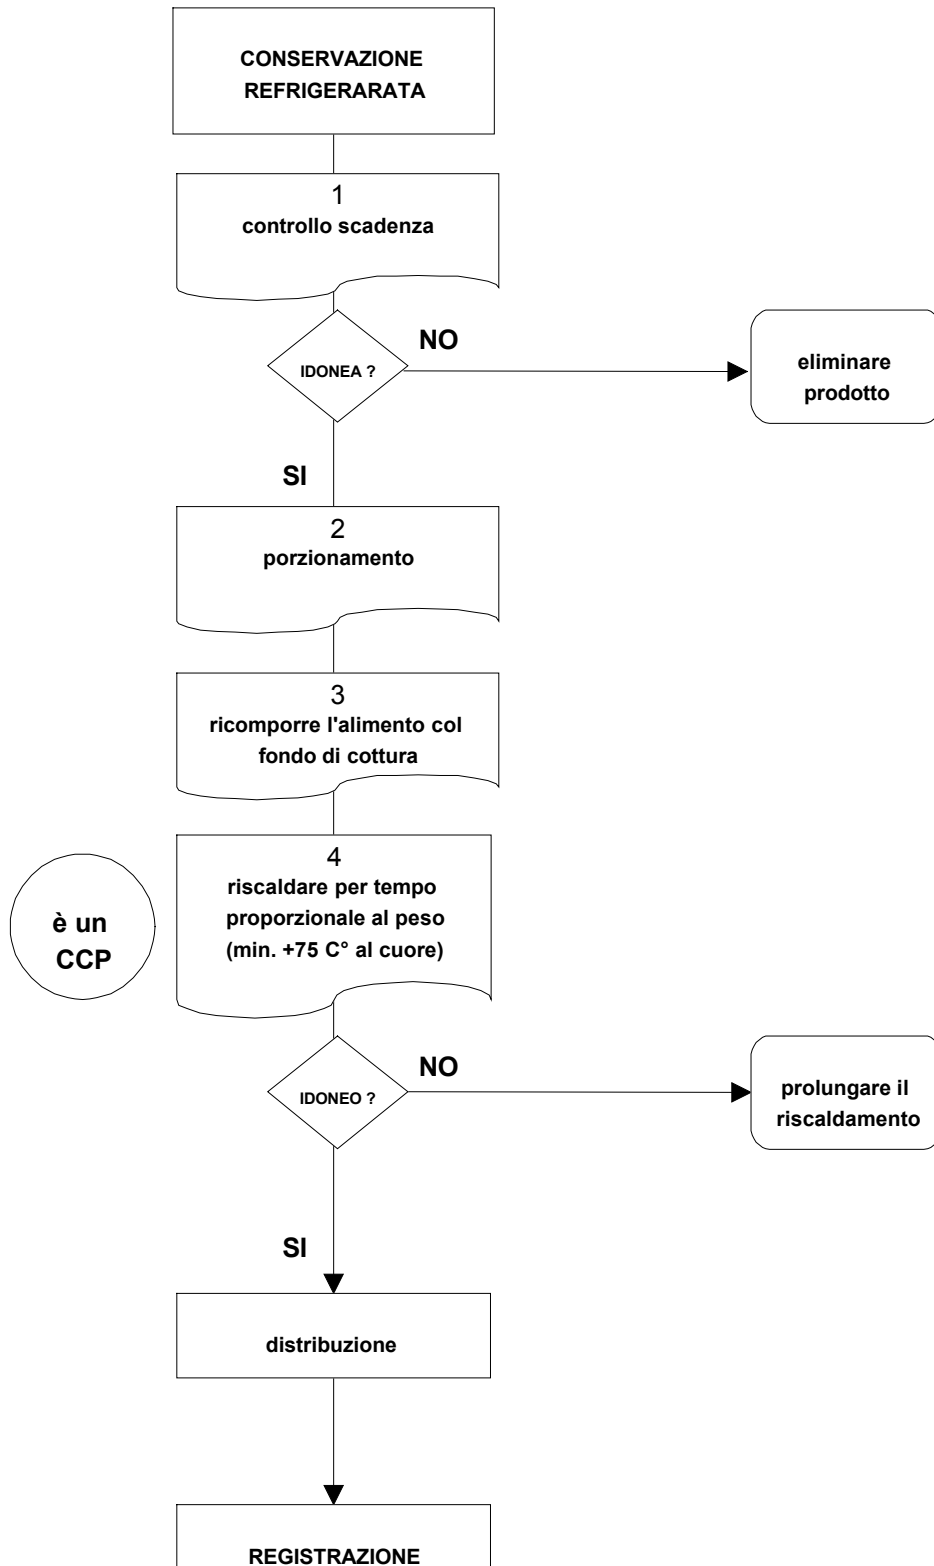 CONSERVAZIONE
REFRIGERARATA
1
controllo scadenza
IDONEA ?
NO
eliminare
prodotto
SI
2
porzionamento
3
ricomporre l'alimento col
fondo di cottura
è un
CCP
4
riscaldare per tempo
proporzionale al peso
(min. +75 C° al cuore)
IDONEO ?
NO
prolungare il
riscaldamento
SI
distribuzione
REGISTRAZIONE